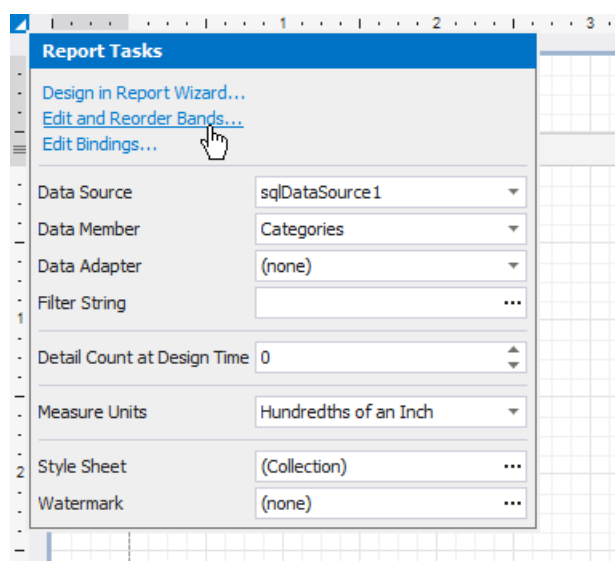 1 2 3
Report Tasks
Design in Report Wizard...
Edit and Reorder Bands...
Edit Bindings...
Data Source sqlDataSource1
Data Member Categories
Data Adapter (none)
Filter String ...
1
Detail Count at Design Time 0
Measure Units Hundredths of an Inch
2 Style Sheet (Collection) ...
Watermark (none) ...